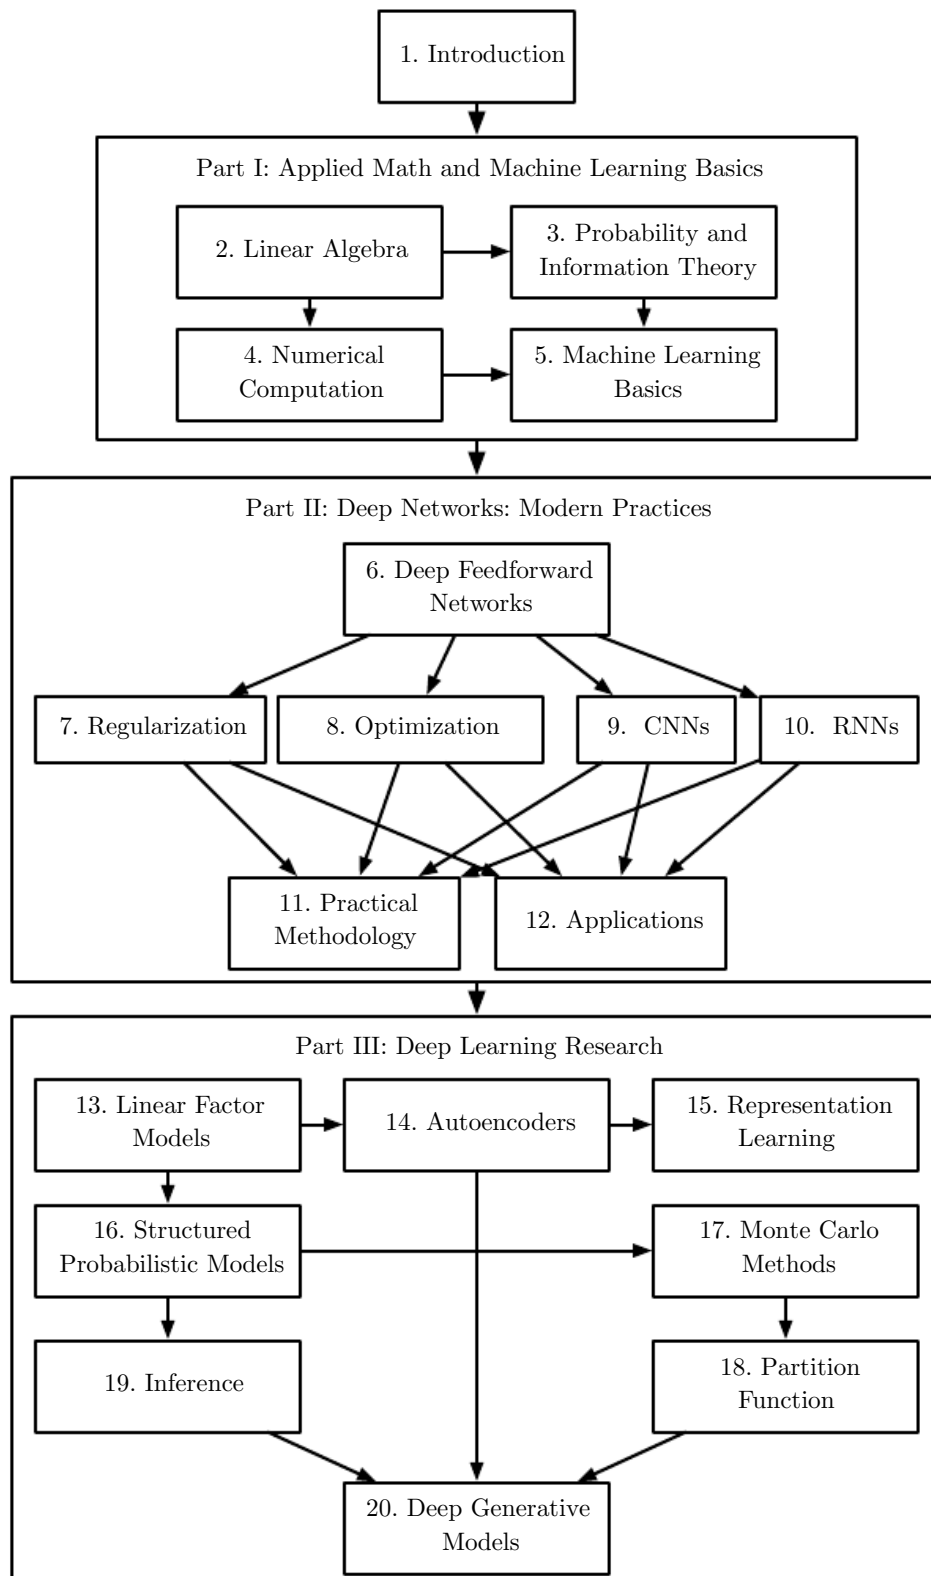 1. Introduction
Part I: Applied Math and Machine Learning Basics
2. Linear Algebra
3. Probability and
Information Theory
4. Numerical
Computation
5. Machine Learning
Basics
Part II: Deep Networks: Modern Practices
6. Deep Feedforward
Networks
7. Regularization
8. Optimization
9. CNNs
10. RNNs
11. Practical
Methodology
12. Applications
Part III: Deep Learning Research
13. Linear Factor
Models
14. Autoencoders
15. Representation
Learning
16. Structured
Probabilistic Models
17. Monte Carlo
Methods
19. Inference
18. Partition
Function
20. Deep Generative
Models